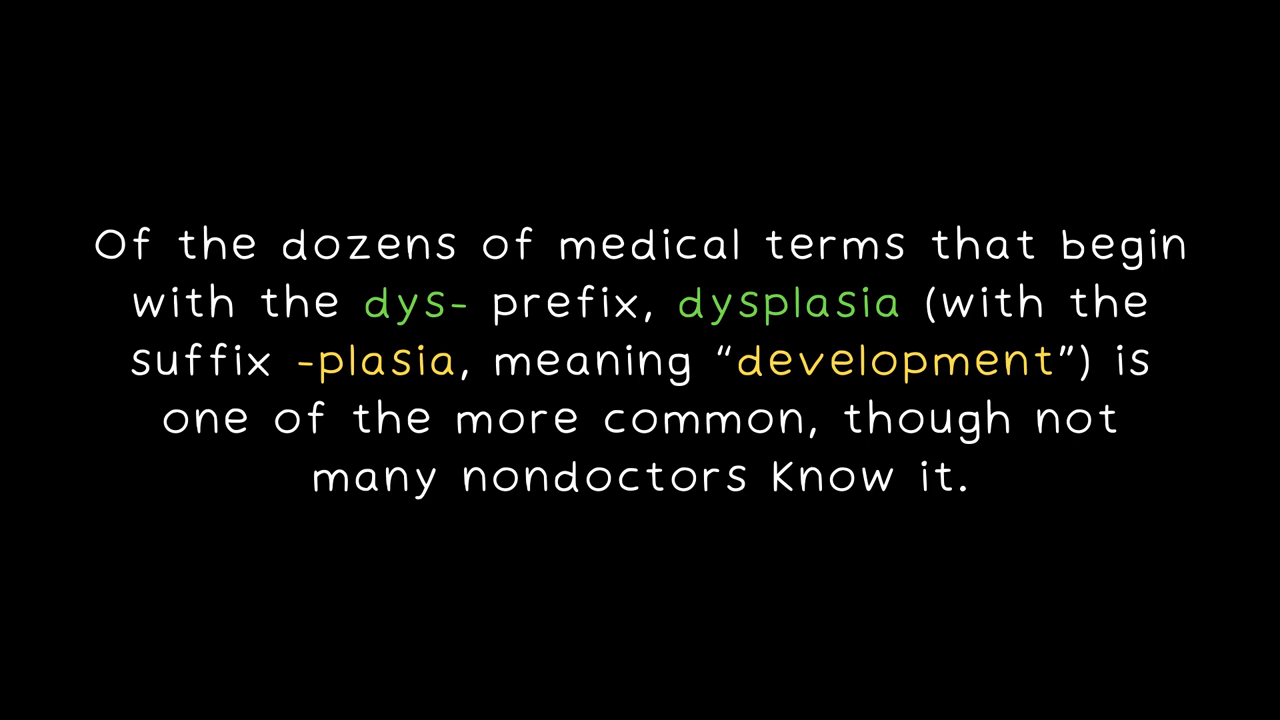 Of the dozens of medical terms that begin
with the dys- prefix, dysplasia (with the
suffix -plasia, meaning “development”) is
one of the more common, though not
many nondoctors know it.